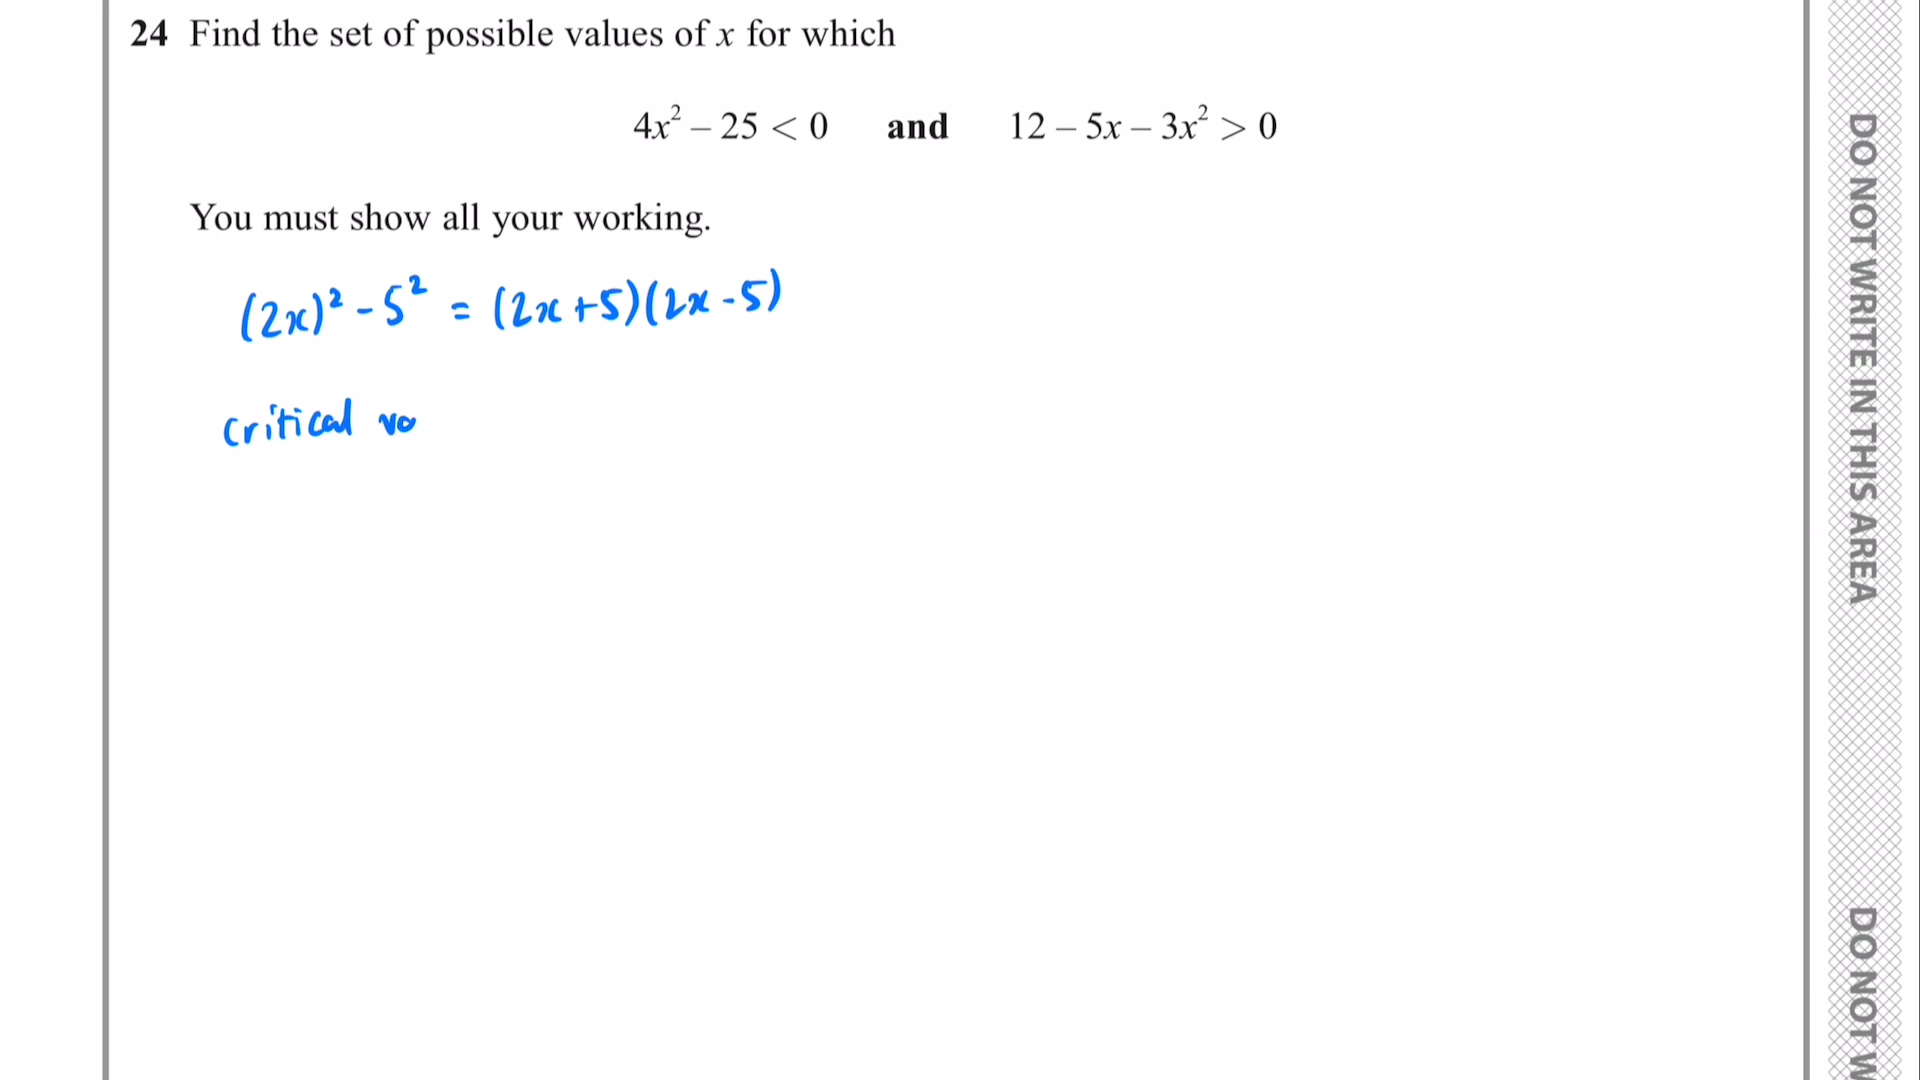 24 Find the set of possible values of x for which
4x² – 25 < 0 and 12 – 5x – 3x² > 0
You must show all your working.
(2x)² - 5² = (2x+5)(2x-5)
critical va
DO NOT WRITE IN THIS AREA
DO NOT W